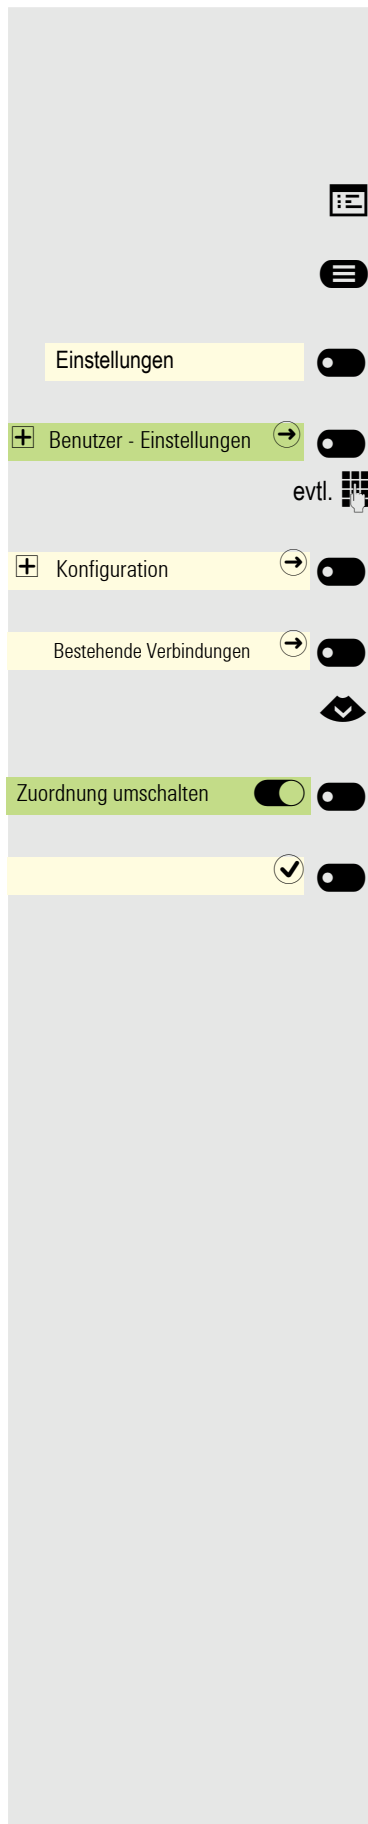 Einstellungen
Benutzer - Einstellungen
evtl.
Konfiguration
Bestehende Verbindungen
Zuordnung umschalten